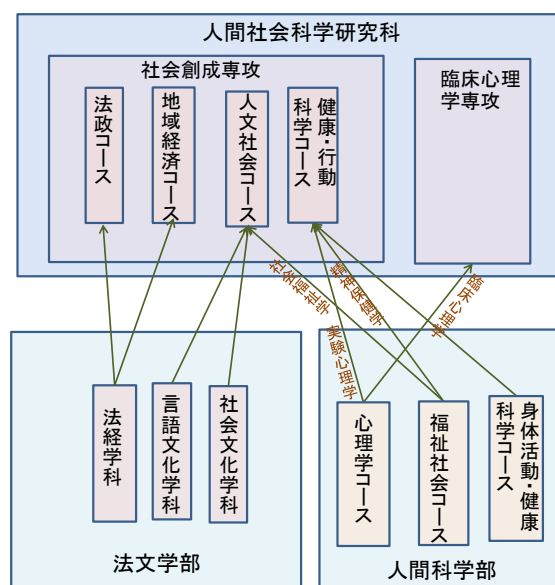 人間社会科学研究科
社会創成専攻
法政コース
地域経済コース
人文社会コース
健康・行動
科学コース
臨床心理
学専攻
社会福祉学
精神保健学
実験心理学
臨床心理学
法経学科
言語文化学科
社会文化学科
法文学部
心理学コース
福祉社会コース
身体活動・健康
科学コース
人間科学部